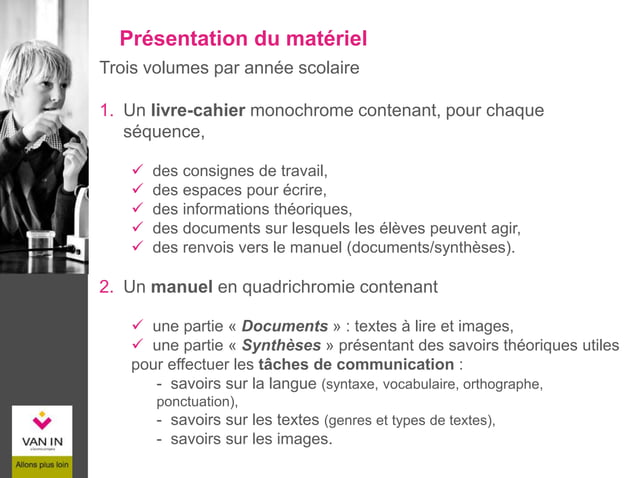 Présentation du matériel
Trois volumes par année scolaire
1. Un livre-cahier monochrome contenant, pour chaque
séquence,
✓ des consignes de travail,
✓ des espaces pour écrire,
✓ des informations théoriques,
✓ des documents sur lesquels les élèves peuvent agir,
✓ des renvois vers le manuel (documents/synthèses).
2. Un manuel en quadrichromie contenant
✓ une partie « Documents » : textes à lire et images,
✓ une partie « Synthèses » présentant des savoirs théoriques utiles
pour effectuer les tâches de communication :
- savoirs sur la langue (syntaxe, vocabulaire, orthographe,
ponctuation),
- savoirs sur les textes (genres et types de textes),
- savoirs sur les images.
VAN IN
Allons plus loin